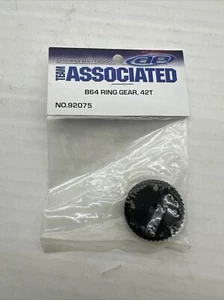 TEAM
ASSOCIATED
B64 RING GEAR, 42T
NO.92075